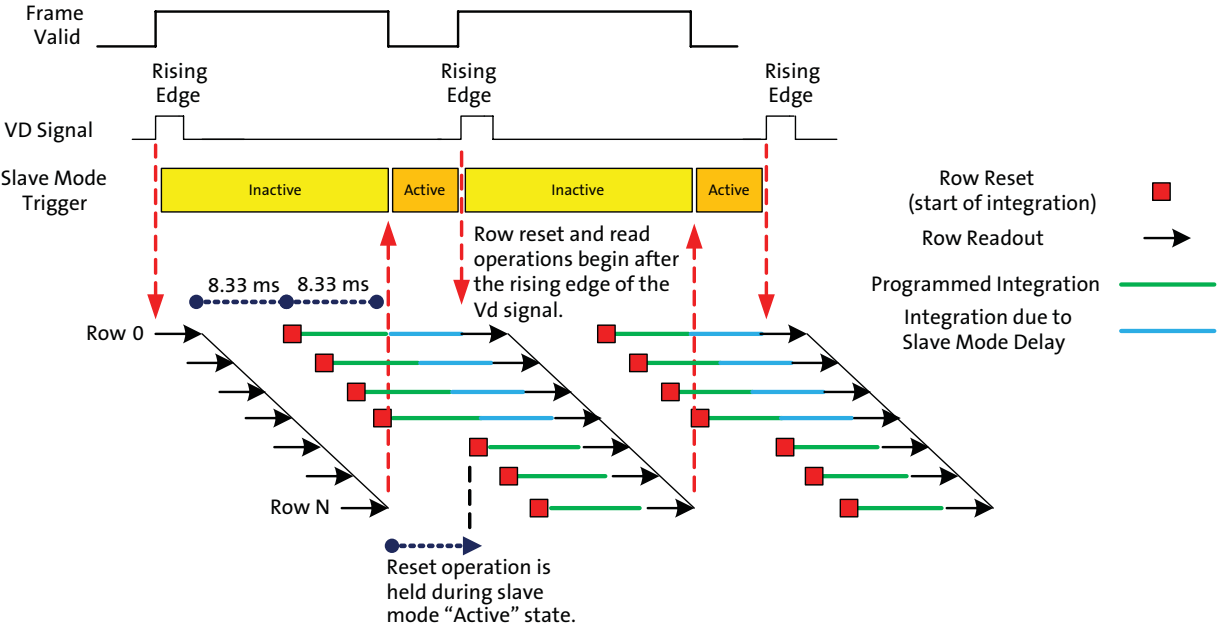 Frame
Valid
Rising
Edge
Rising
Edge
Rising
Edge
VD Signal
Slave Mode
Trigger
Inactive
Active
Inactive
Active
Row Reset
(start of integration)
Row Readout
Programmed Integration
Integration due to
Slave Mode Delay
Row reset and read
operations begin after
the rising edge of the
Vd signal.
8.33 ms
8.33 ms
Row 0
Row N
Reset operation is
held during slave
mode “Active” state.